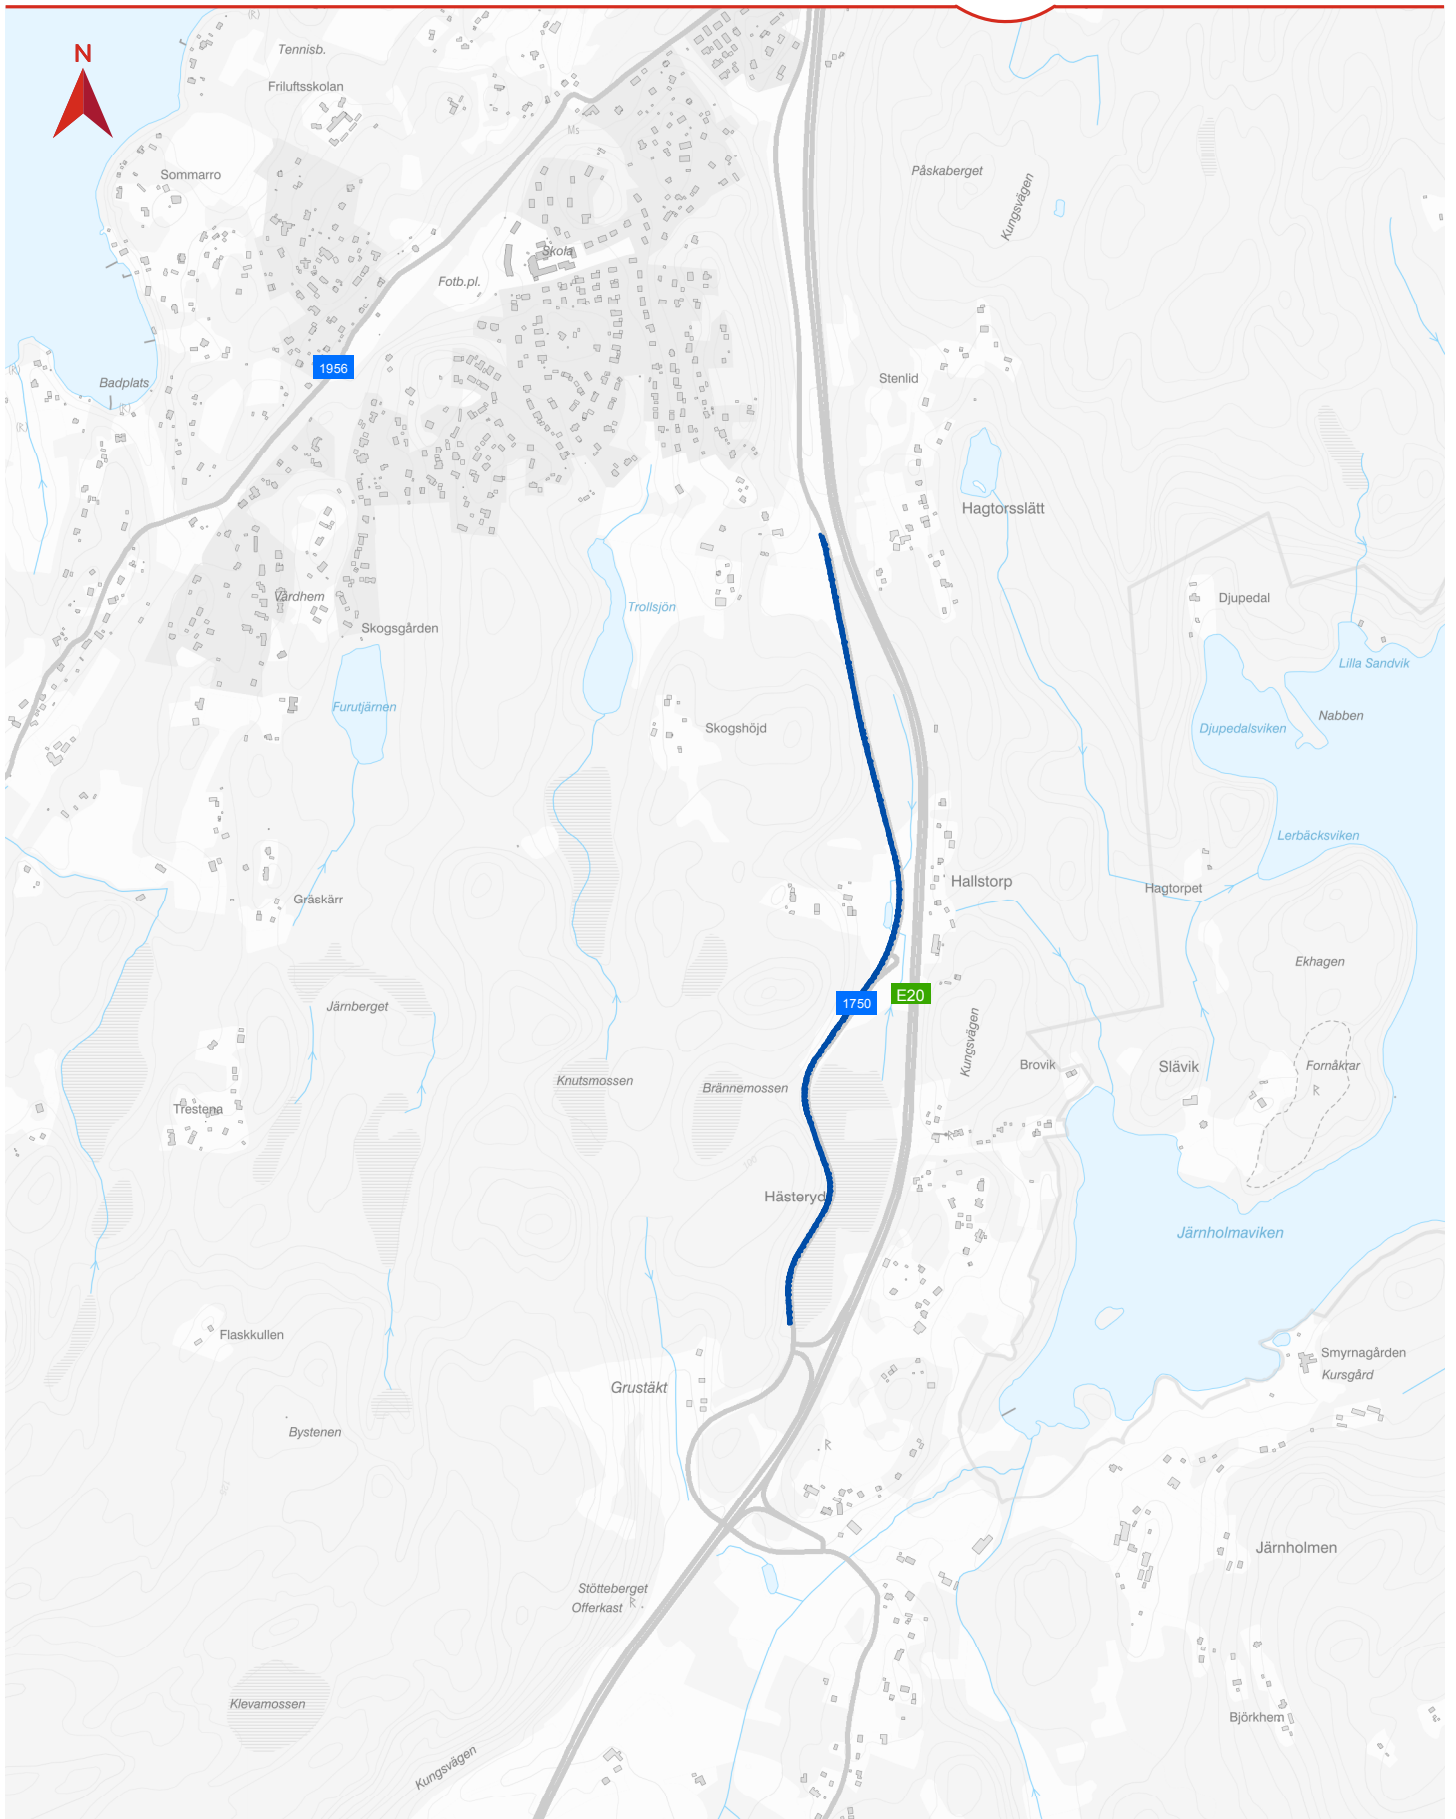 (R)
N
Tennisb.
Friluftsskolan
Ms
Sommarro
Påskaberget
Kungsvägen
Skola
Fotb.pl.
(R)
1956
Badplats
(R)
Stenlid
(R)
Hagtorsslätt
Vårdhem
Djupedal
Trollsjön
Skogsgården
Lilla Sandvik
Furutjärnen
Nabben
Skogshöjd
Djupedalsviken
Lerbäcksviken
Hallstorp
Hagtorpet
Gräskärr
Ekhagen
E20
1750
Järnberget
Kungsvägen
Brovik
Slävik
Fornåkrar
R
Knutsmossen
Brännemossen
Trestena
R
100
Hästeryd
Järnholmaviken
Flaskkullen
Smyrnagården
Kursgård
Grustäkt
Bystenen
R
Järnholmen
Stötteberget
Offerkast R
Klevamossen
Björkhem
Kungsvägen